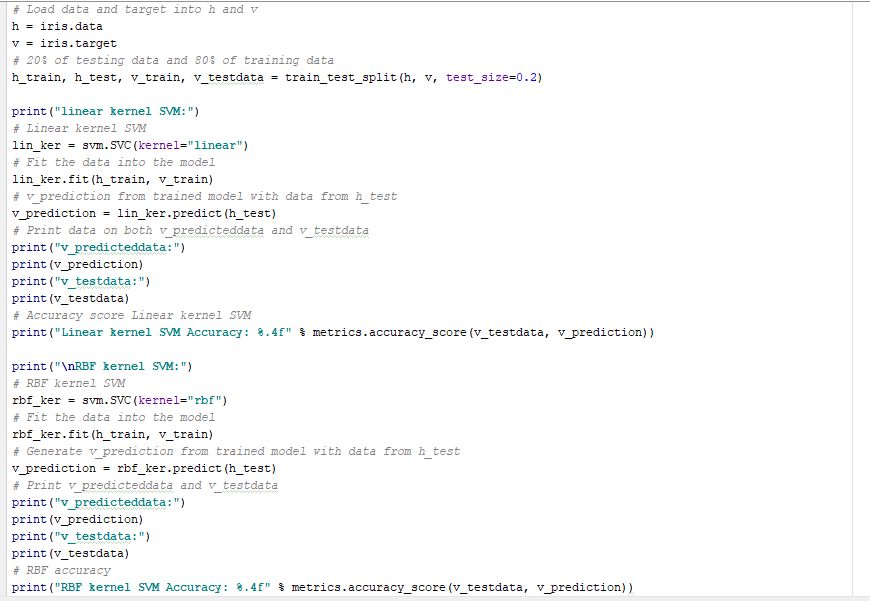 # Load data and target into h and v
h = iris.data
v = iris.target
# 20% of testing data and 80% of training data
h_train, h_test, v_train, v_testdata = train_test_split(h, v, test_size=0.2)
print("linear kernel SVM:")
# Linear kernel SVM
lin_ker = svm.SVC(kernel="linear")
# Fit the data into the model
lin_ker.fit(h_train, v_train)
# v_prediction from trained model with data from h_test
v_prediction = lin_ker.predict(h_test)
# Print data on both v_predicteddata and v_testdata
print("v_predicteddata:")
print(v_prediction)
print("v_testdata:")
print(v_testdata)
# Accuracy score Linear kernel SVM
print("Linear kernel SVM Accuracy: %.4f" % metrics.accuracy_score(v_testdata, v_prediction))
print("\nRBF kernel SVM:")
# RBF kernel SVM
rbf_ker = svm.SVC(kernel="rbf")
# Fit the data into the model
rbf_ker.fit(h_train, v_train)
# Generate v_prediction from trained model with data from h_test
v_prediction = rbf_ker.predict(h_test)
# Print v_predicteddata and v_testdata
print("v_predicteddata:")
print(v_prediction)
print("v_testdata:")
print(v_testdata)
# RBF accuracy
print("RBF kernel SVM Accuracy: %.4f" % metrics.accuracy_score(v_testdata, v_prediction))